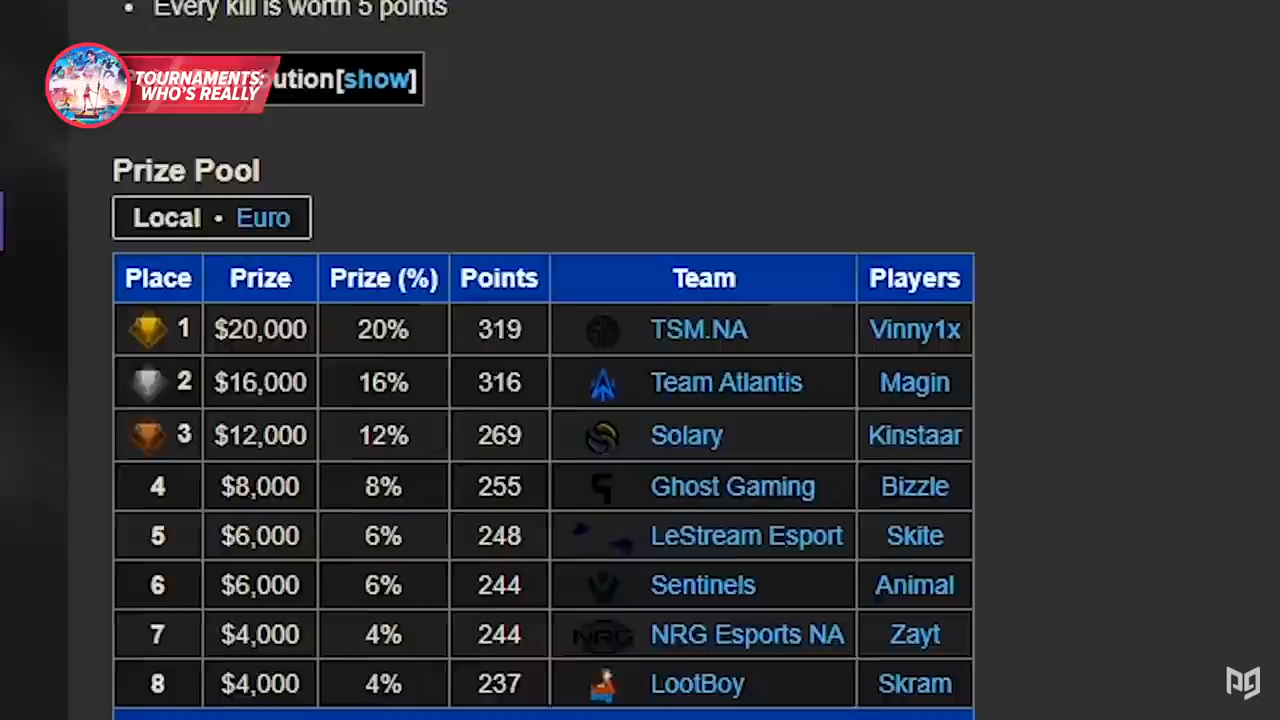 Every kill is worth 5 points
TOURNAMENTS:
WHO'S REALLY
bution[show]
Prize Pool
Local • Euro
Place Prize Prize (%) Points Team Players
1 $20,000 20% 319 TSM.NA Vinny1x
2 $16,000 16% 316 Team Atlantis Magin
3 $12,000 12% 269 Solary Kinstaar
4 $8,000 8% 255 Ghost Gaming Bizzle
5 $6,000 6% 248 LeStream Esport Skite
6 $6,000 6% 244 Sentinels Animal
7 $4,000 4% 244 NRG NRG Esports NA Zayt
8 $4,000 4% 237 LootBoy Skram